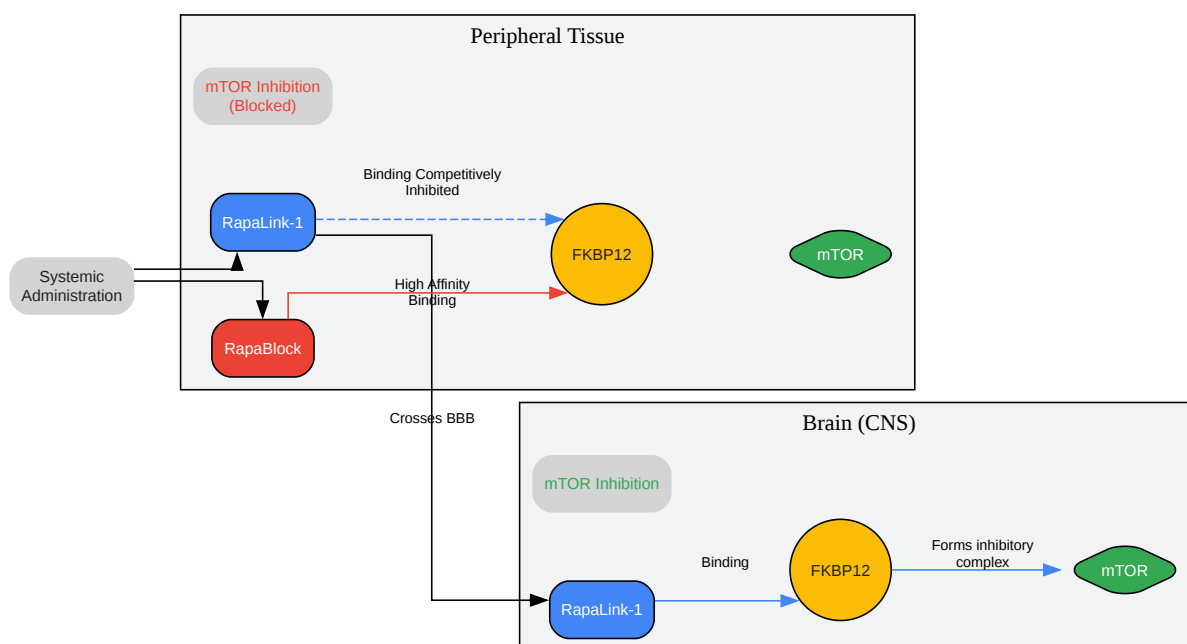 Peripheral Tissue
mTOR Inhibition
(Blocked)
Binding Competitively
Inhibited
RapaLink-1
FKBP12
mTOR
Systemic
Administration
High Affinity
Binding
RapaBlock
Crosses BBB
Brain (CNS)
mTOR Inhibition
Forms inhibitory
complex
Binding
FKBP12
mTOR
RapaLink-1